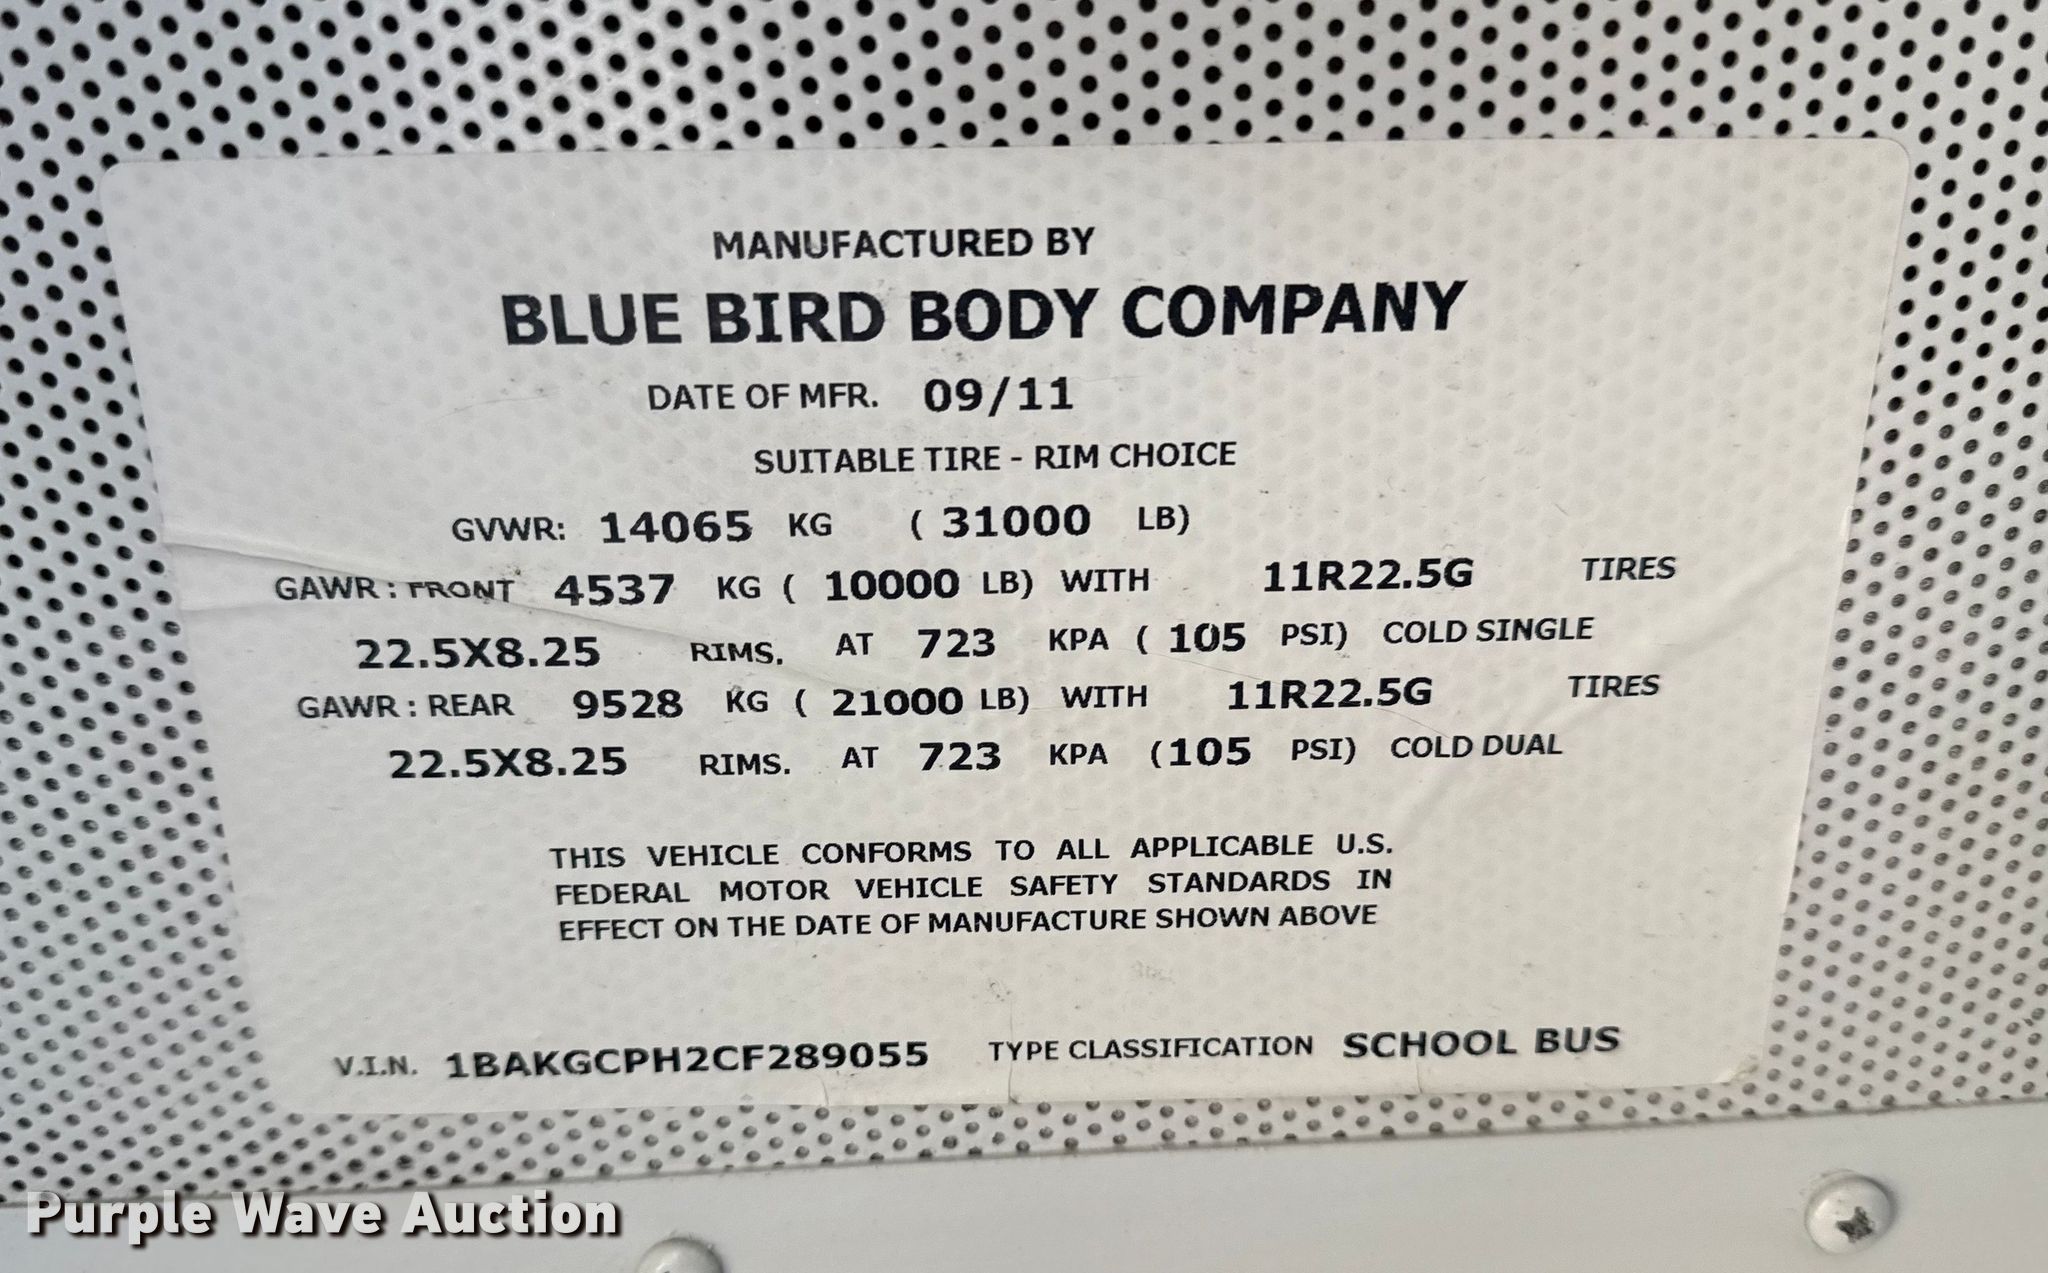 MANUFACTURED BY
BLUE BIRD BODY COMPANY
DATE OF MFR. 09/11
SUITABLE TIRE - RIM CHOICE
GVWR: 14065 KG ( 31000 LB)
GAWR : FRONT 4537 KG ( 10000 LB) WITH 11R22.5G TIRES
22.5X8.25 RIMS. AT 723 KPA ( 105 PSI) COLD SINGLE
GAWR : REAR 9528 KG ( 21000 LB) WITH 11R22.5G TIRES
22.5X8.25 RIMS. AT 723 KPA (105 PSI) COLD DUAL
THIS VEHICLE CONFORMS TO ALL APPLICABLE U.S.
FEDERAL MOTOR VEHICLE SAFETY STANDARDS IN
EFFECT ON THE DATE OF MANUFACTURE SHOWN ABOVE
V.I.N. 1BAKGCPH2CF289055 TYPE CLASSIFICATION SCHOOL BUS
Purple Wave Auction